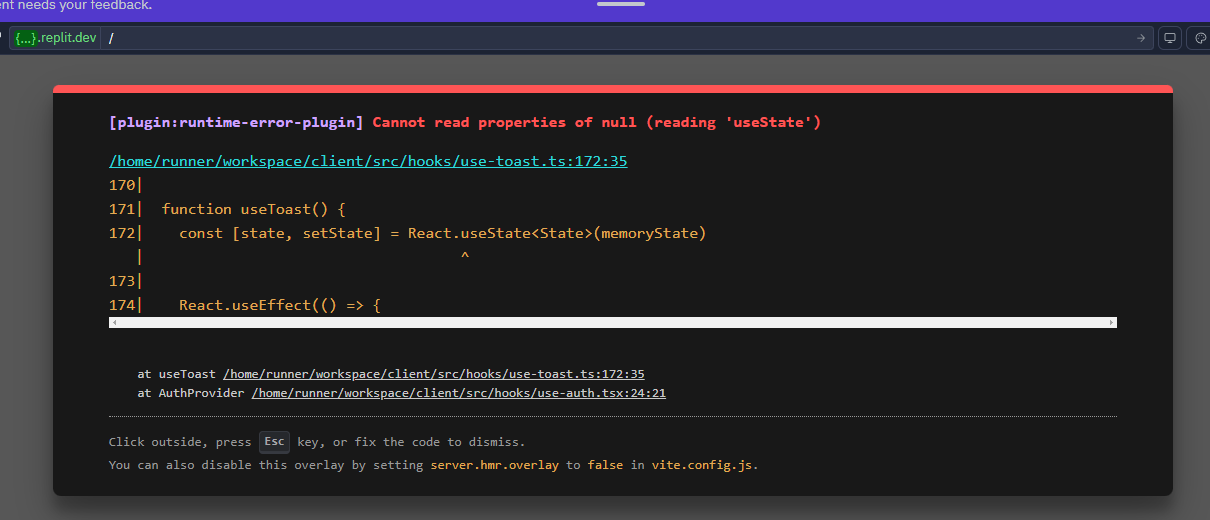 ent needs your feedback.
{...}.replit.dev /
[plugin:runtime-error-plugin] Cannot read properties of null (reading 'useState')
/home/runner/workspace/client/src/hooks/use-toast.ts:172:35
170|
171|  function useToast() {
172|    const [state, setState] = React.useState<State>(memoryState)
   |                                    ^
173|
174|    React.useEffect(() => {
at useToast /home/runner/workspace/client/src/hooks/use-toast.ts:172:35
at AuthProvider /home/runner/workspace/client/src/hooks/use-auth.tsx:24:21
Click outside, press Esc key, or fix the code to dismiss.
You can also disable this overlay by setting server.hmr.overlay to false in vite.config.js.